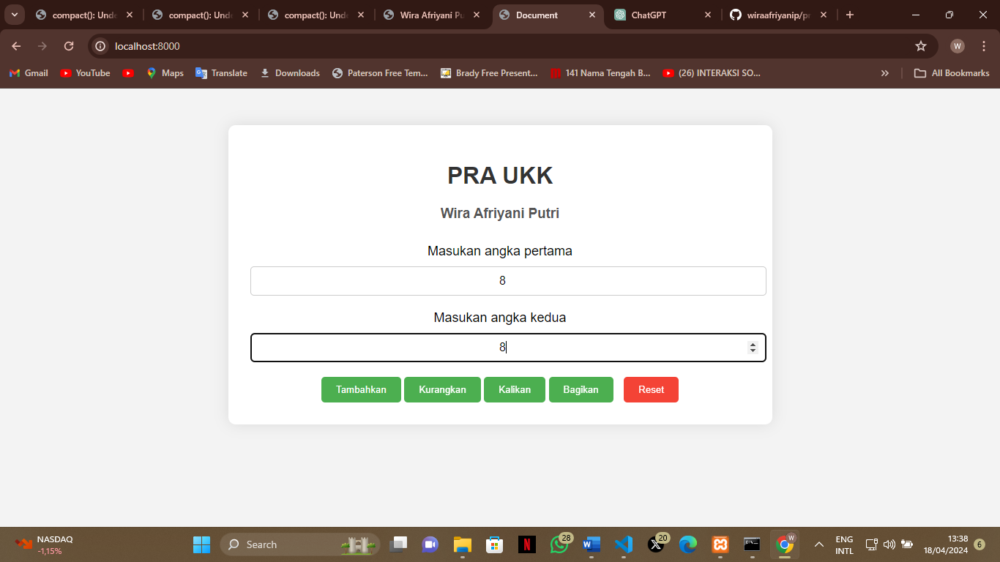 compact(): Unde
compact(): Unde
compact(): Unde
Wira Afriyani Pu
Document
ChatGPT
wiraafriyanip/pr
localhost:8000
W
Gmail
YouTube
Maps
Translate
Downloads
Paterson Free Tem...
Brady Free Present...
141 Nama Tengah B...
(26) INTERAKSI SO...
All Bookmarks
PRA UKK
Wira Afriyani Putri
Masukan angka pertama
8
Masukan angka kedua
8
Tambahkan Kurangkan Kalikan Bagikan Reset
NASDAQ
-1,15%
Search
28
20
W
ENG
INTL
13:38
18/04/2024
6